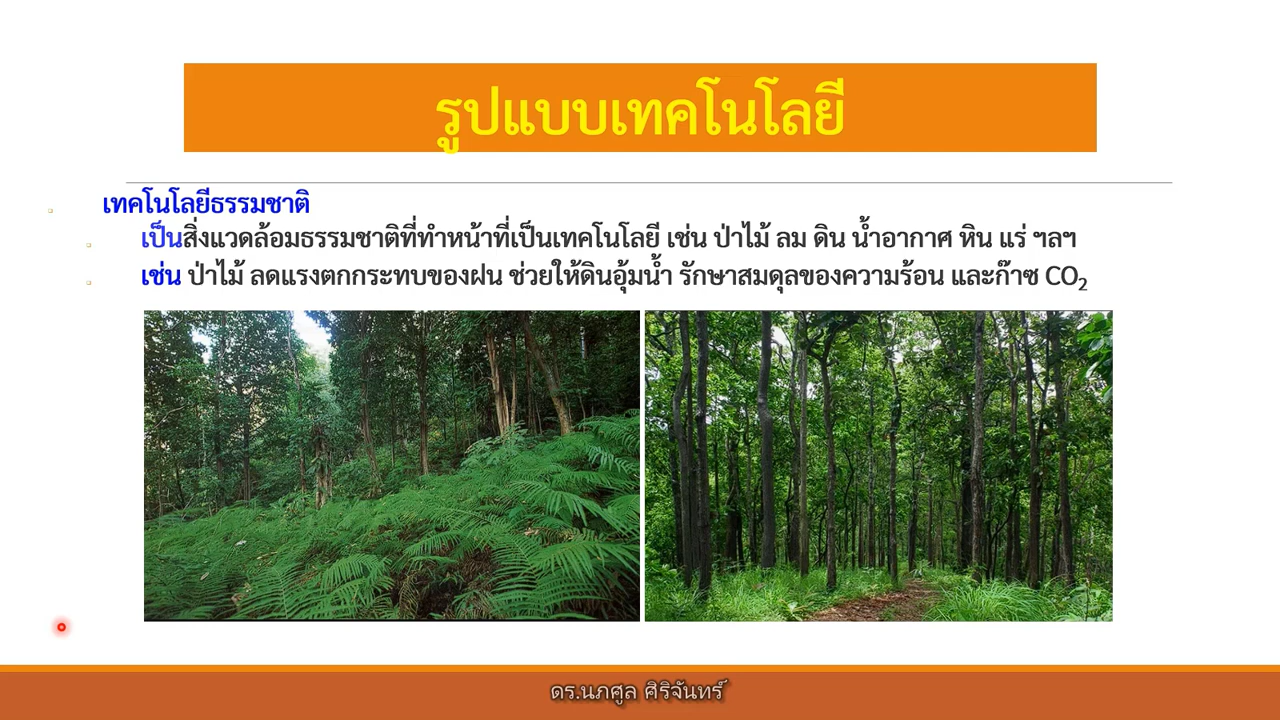 รูปแบบเทคโนโลยี
เทคโนโลยีธรรมชาติ
เป็นสิ่งแวดล้อมธรรมชาติที่ทำหน้าที่เป็นเทคโนโลยี เช่น ป่าไม้ ลม ดิน น้ำอากาศ หิน แร่ ฯลฯ
เช่น ป่าไม้ ลดแรงตกกระทบของฝน ช่วยให้ดินอุ้มน้ำ รักษาสมดุลของความร้อน และก๊าซ CO₂
ดร.นภศูล ศิริจันทร์